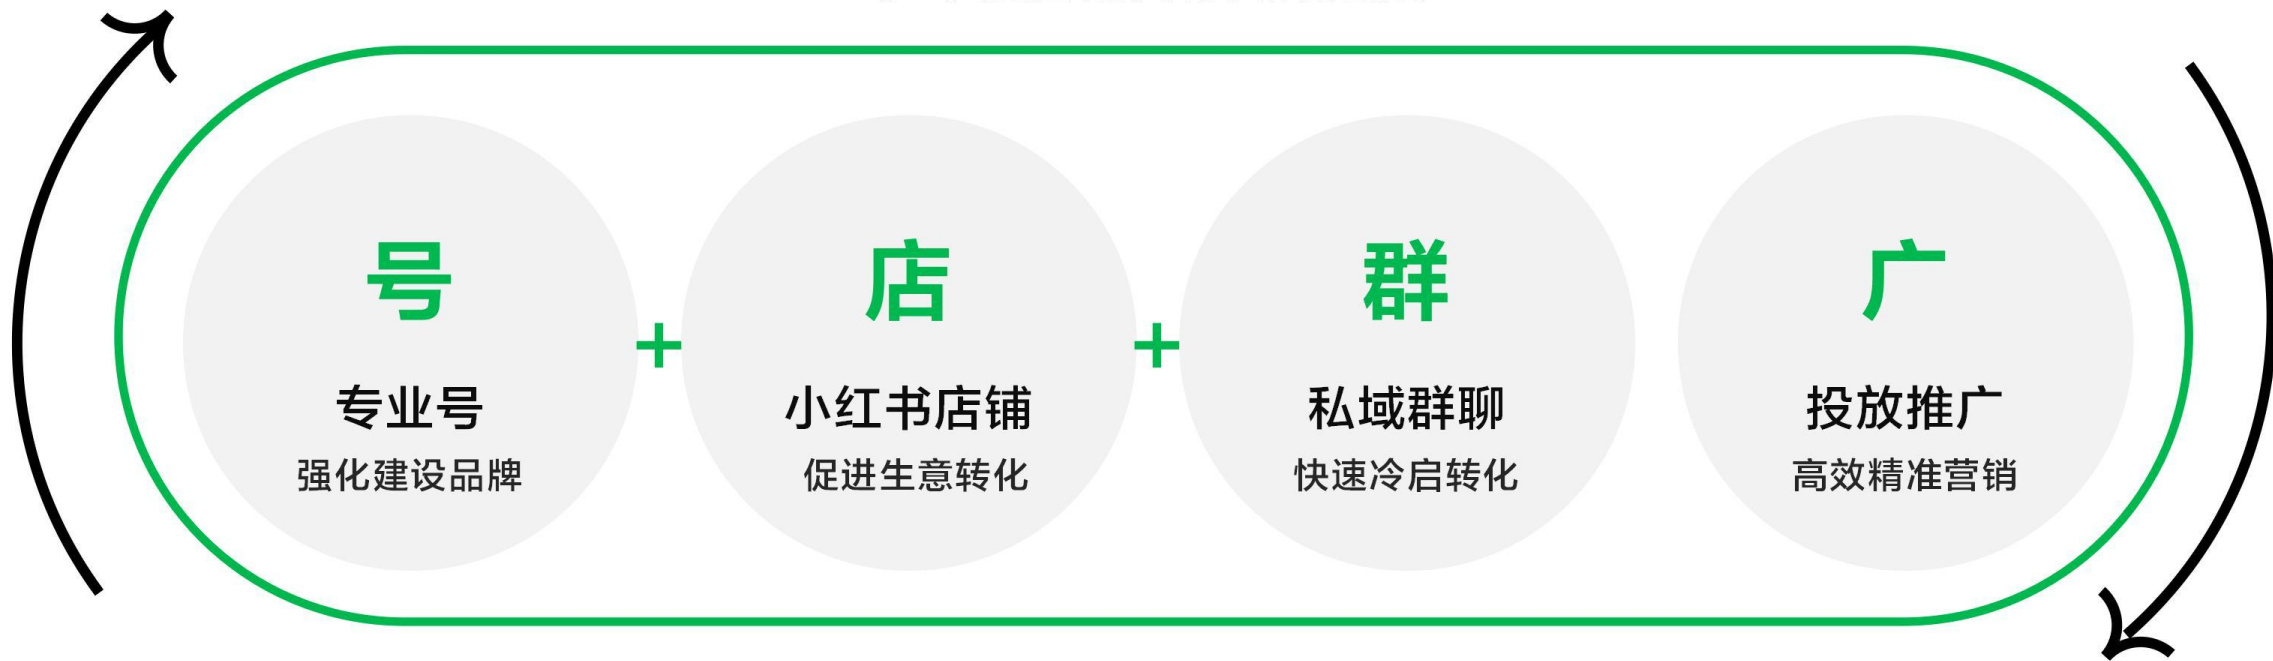 号
专业号
强化建设品牌
+
店
小红书店铺
促进生意转化
+
群
私域群聊
快速冷启转化
广
投放推广
高效精准营销